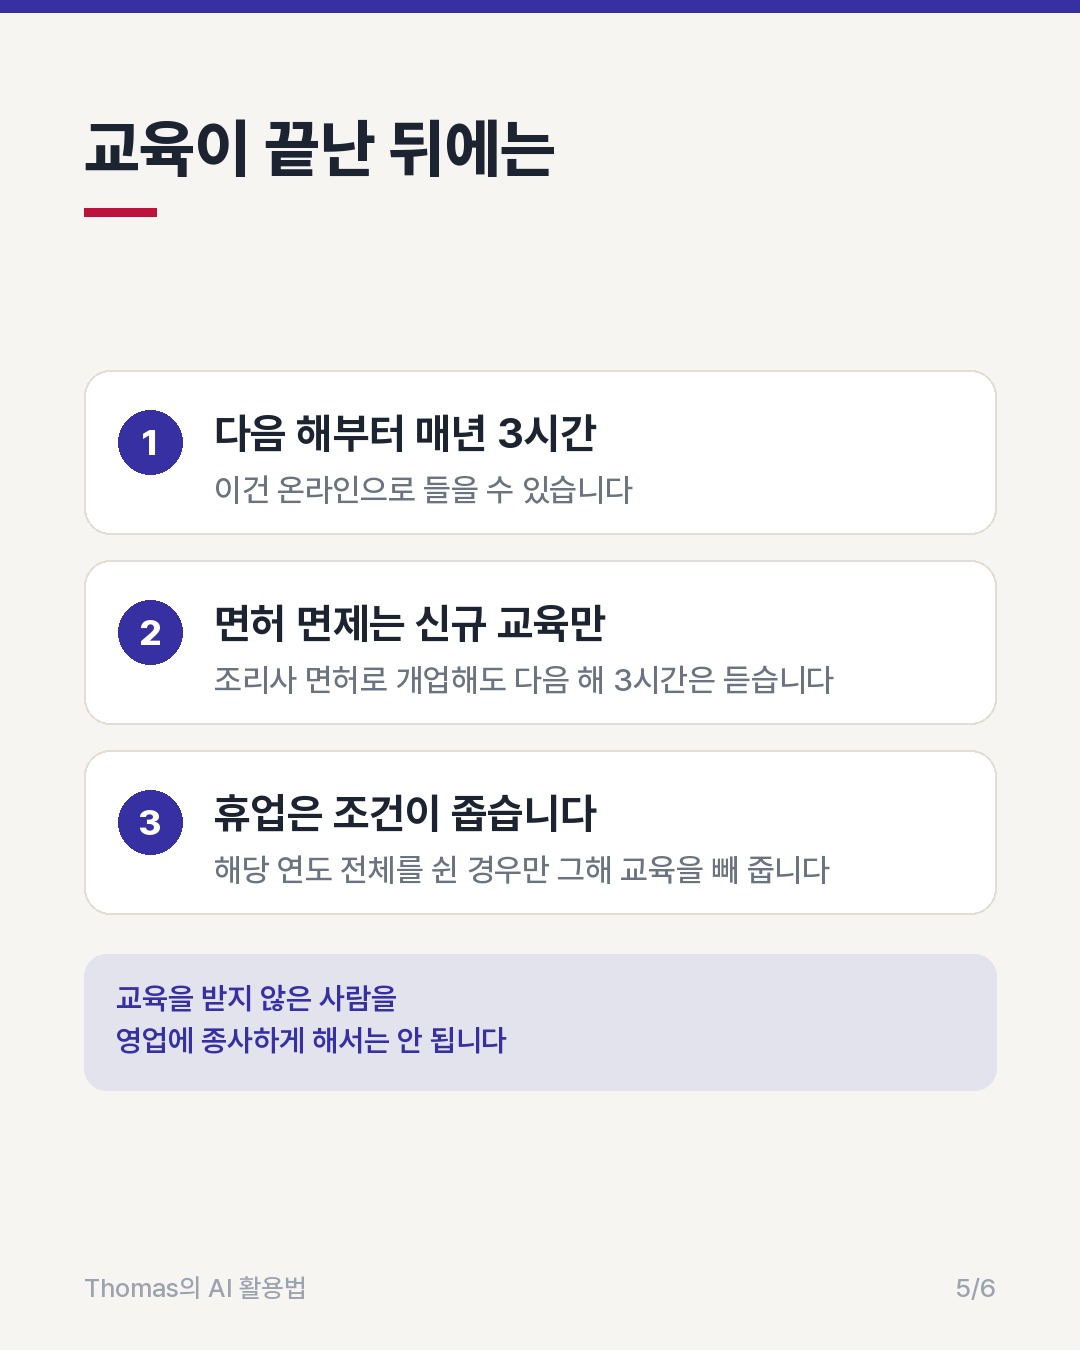 교육이 끝난 뒤에는
1
다음 해부터 매년 3시간
이건 온라인으로 들을 수 있습니다
2
면허 면제는 신규 교육만
조리사 면허로 개업해도 다음 해 3시간은 듣습니다
3
휴업은 조건이 좁습니다
해당 연도 전체를 쉰 경우만 그해 교육을 빼 줍니다
교육을 받지 않은 사람을
영업에 종사하게 해서는 안 됩니다
Thomas의 AI 활용법
5/6